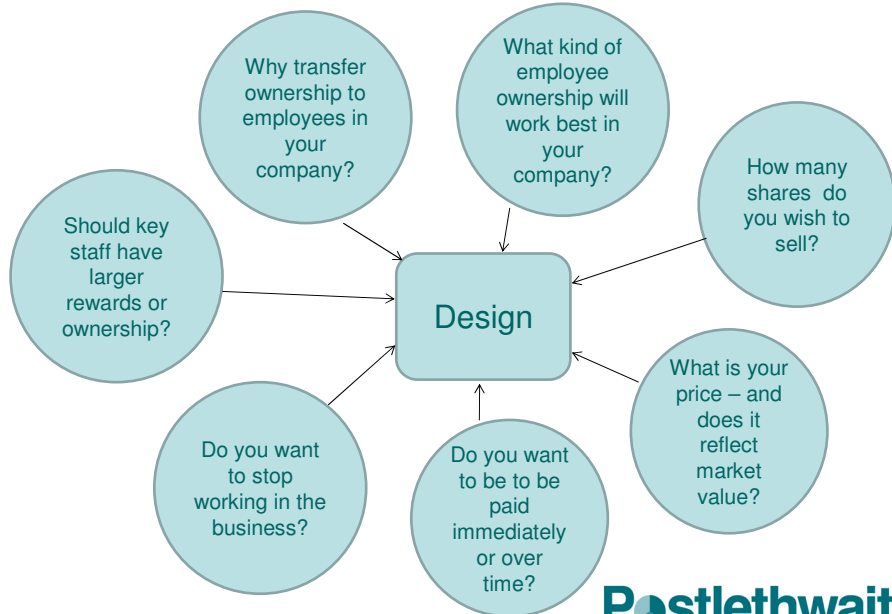 Why transfer
ownership to
employees in
your
company?
What kind of
employee
ownership will
work best in
your
company?
How many
shares do
you wish to
sell?
Should key
staff have
larger
rewards or
ownership?
Design
What is your
price – and
does it
reflect
market
value?
Do you want
to stop
working in the
business?
Do you want
to be to be
paid
immediately
or over
time?
Postlethwait